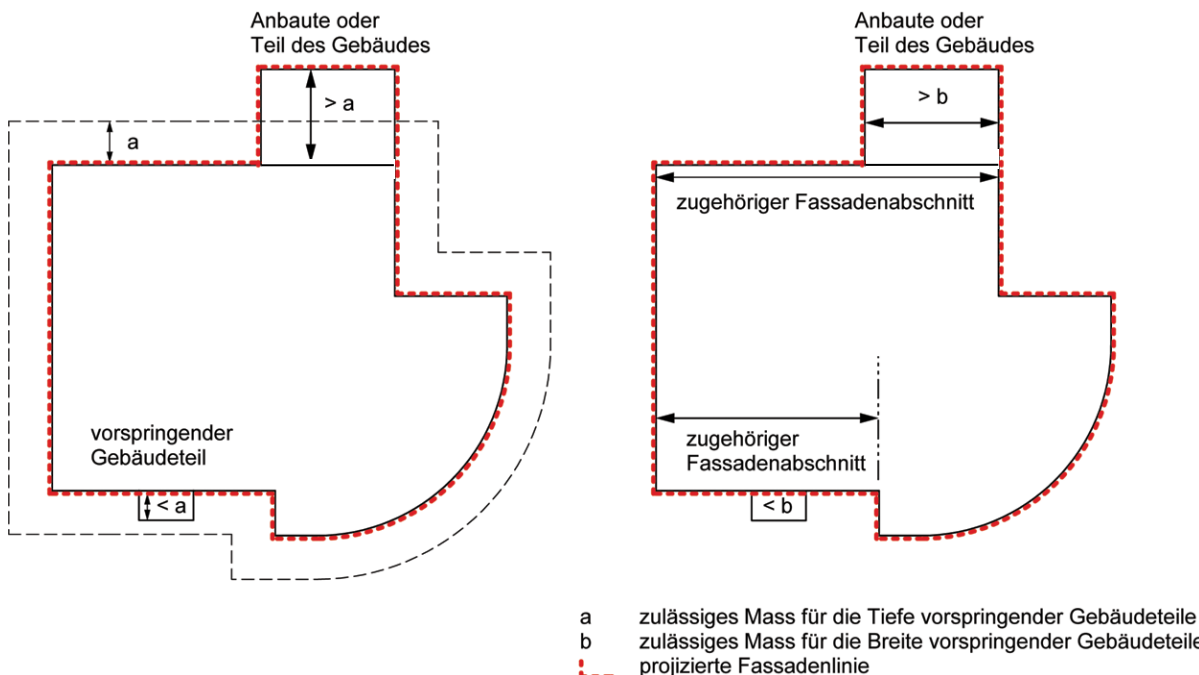 Anbaute oder
Teil des Gebäudes
> a
a
vorspringender
Gebäudeteil
< a
Anbaute oder
Teil des Gebäudes
> b
zugehöriger Fassadenabschnitt
zugehöriger
Fassadenabschnitt
< b
a zulässiges Mass für die Tiefe vorspringender Gebäudeteile
b zulässiges Mass für die Breite vorspringender Gebäudeteile
projizierte Fassadenlinie